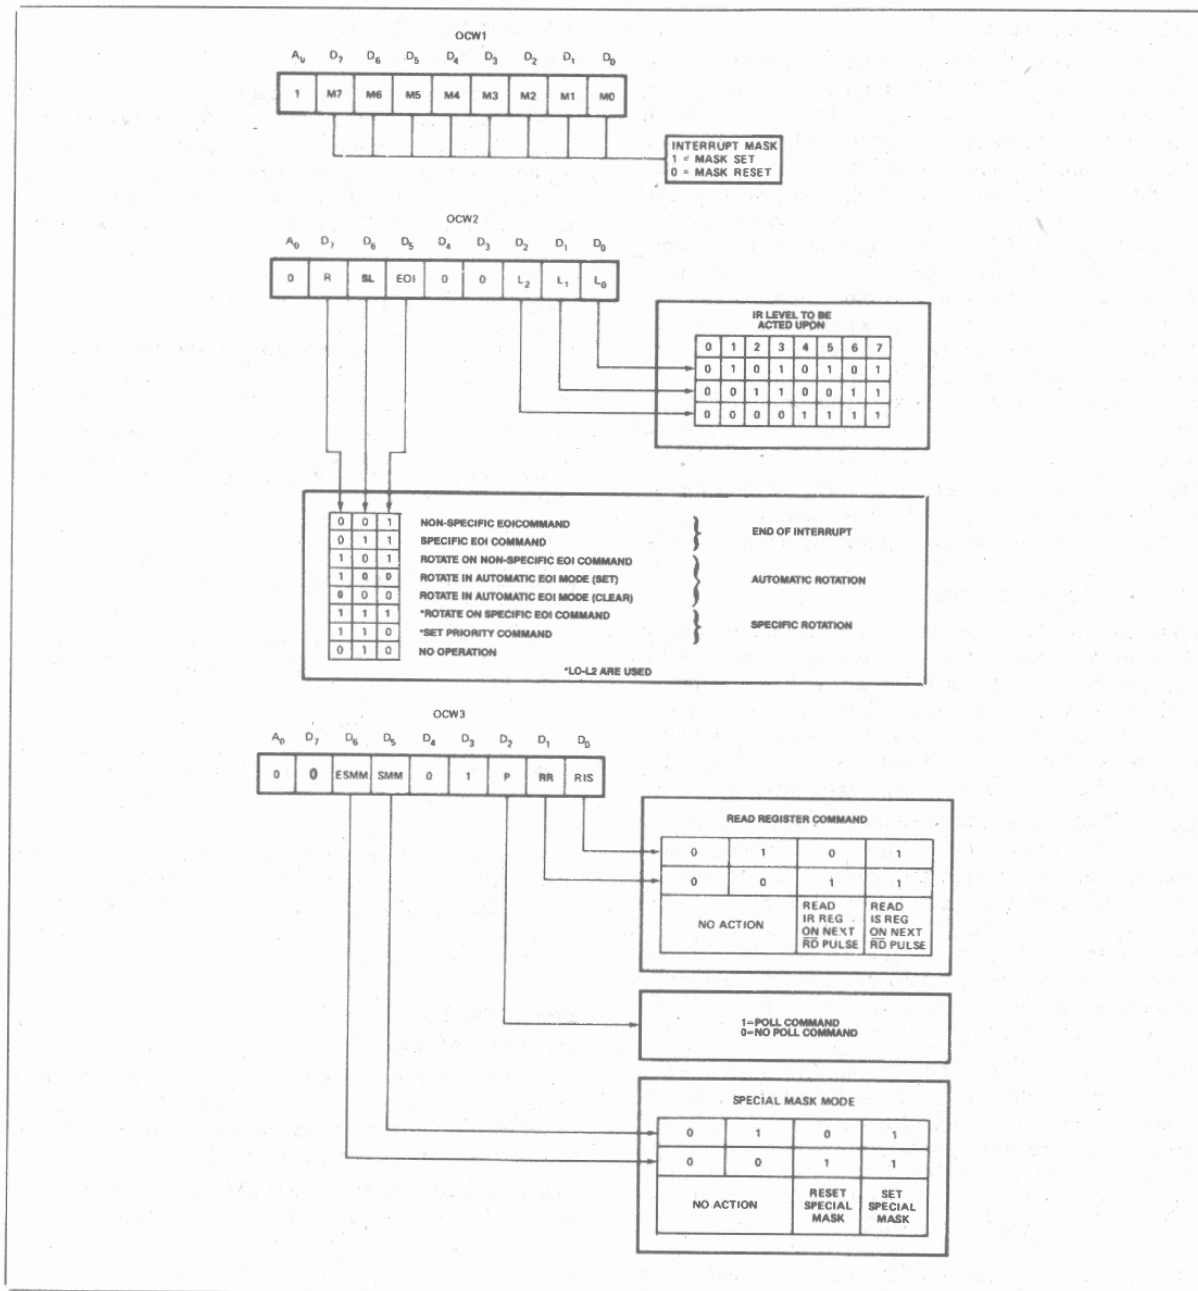 OCW1
A0 D7 D6 D5 D4 D3 D2 D1 D0
1 M7 M6 M5 M4 M3 M2 M1 M0
INTERRUPT MASK
1 = MASK SET
0 = MASK RESET
OCW2
A0 D7 D6 D5 D4 D3 D2 D1 D0
0 R SL EOI 0 0 L2 L1 L0
IR LEVEL TO BE
ACTED UPON
0 1 2 3 4 5 6 7
0 1 0 1 0 1 0 1
0 0 1 1 0 0 1 1
0 0 0 0 1 1 1 1
0 0 1 NON-SPECIFIC EOICOMMAND
0 1 1 SPECIFIC EOI COMMAND
END OF INTERRUPT
1 0 1 ROTATE ON NON-SPECIFIC EOI COMMAND
1 0 0 ROTATE IN AUTOMATIC EOI MODE (SET)
0 0 0 ROTATE IN AUTOMATIC EOI MODE (CLEAR)
AUTOMATIC ROTATION
1 1 1 *ROTATE ON SPECIFIC EOI COMMAND
1 1 0 *SET PRIORITY COMMAND
SPECIFIC ROTATION
0 1 0 NO OPERATION
*LO-L2 ARE USED
OCW3
A0 D7 D6 D5 D4 D3 D2 D1 D0
0 0 ESMM SMM 0 1 P RR RIS
READ REGISTER COMMAND
0 1 0 1
0 0 1 1
NO ACTION
READ
IR REG
ON NEXT
RD PULSE
READ
IS REG
ON NEXT
RD PULSE
1=POLL COMMAND
0=NO POLL COMMAND
SPECIAL MASK MODE
0 1 0 1
0 0 1 1
NO ACTION
RESET
SPECIAL
MASK
SET
SPECIAL
MASK